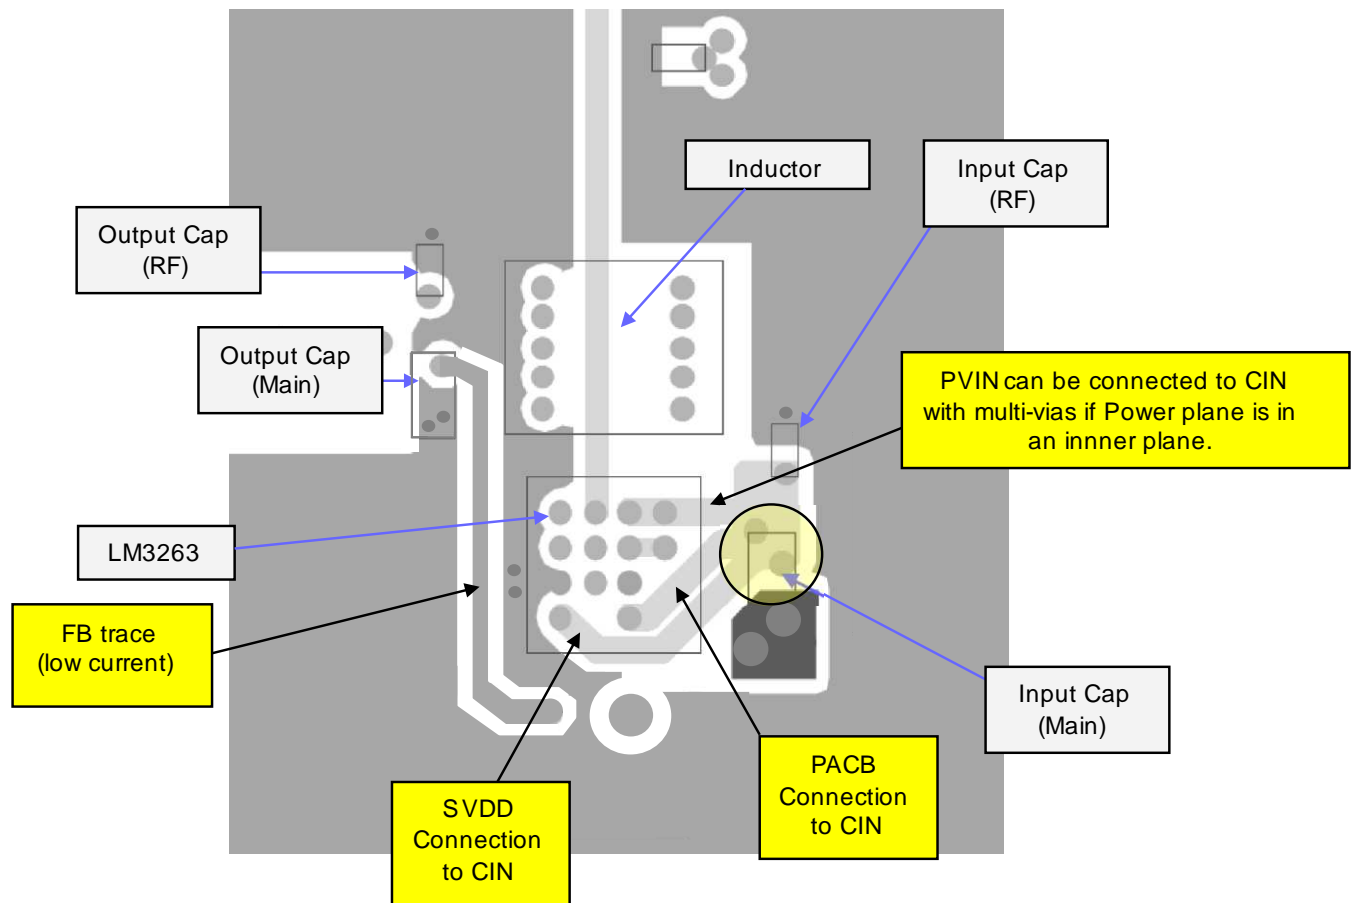 Inductor
Input Cap
(RF)
Output Cap
(RF)
Output Cap
(Main)
PVIN can be connected to CIN
with multi-vias if Power plane is in
an innner plane.
LM3263
FB trace
(low current)
Input Cap
(Main)
PACB
Connection
to CIN
SVDD
Connection
to CIN